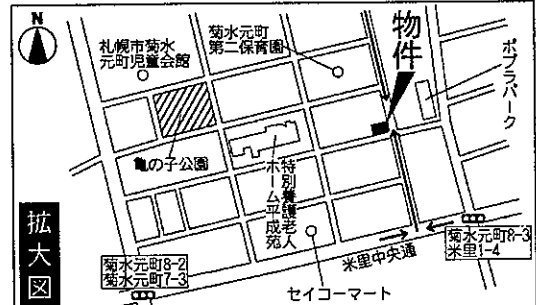 N
札幌市菊水
元町児童会館
菊水元町
第二保育園
物件
ポプラパーク
亀の子公園
特別養護老人
ホーム平成苑
拡大図
菊水元町8-2
菊水元町7-3
米里中央通
菊水元町8-3
米里1-4
セイコーマート